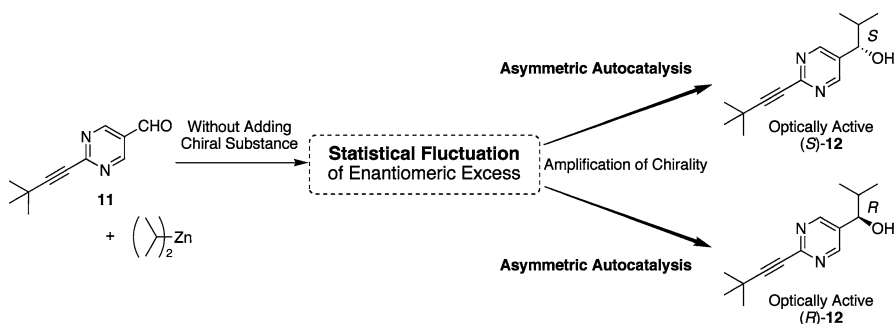 CHO
N
N
11
+
Zn
2
Without Adding
Chiral Substance
Statistical Fluctuation
of Enantiomeric Excess
Asymmetric Autocatalysis
Amplification of Chirality
Asymmetric Autocatalysis
S
OH
N
N
Optically Active
(S)-12
R
OH
N
N
Optically Active
(R)-12